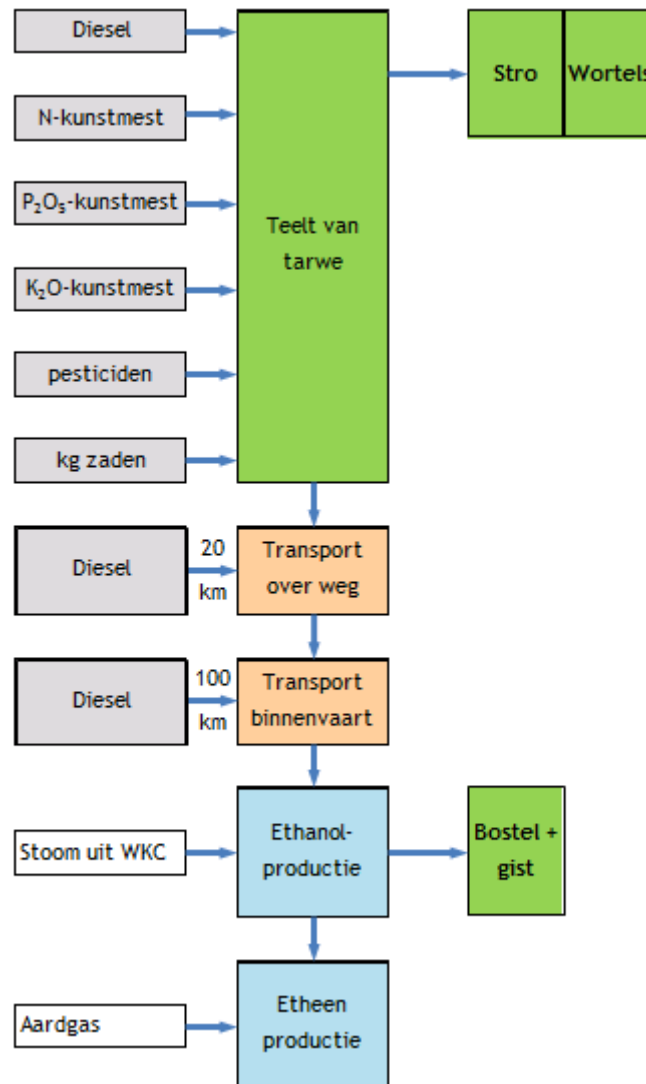 Diesel
N-kunstmest
P₂O₅-kunstmest
K₂O-kunstmest
pesticiden
kg zaden
Teelt van
tarwe
Stro
Wortels
Diesel
20
km
Transport
over weg
Diesel
100
km
Transport
binnenvaart
Stoom uit WKC
Ethanol-
productie
Bostel +
gist
Aardgas
Etheen
productie